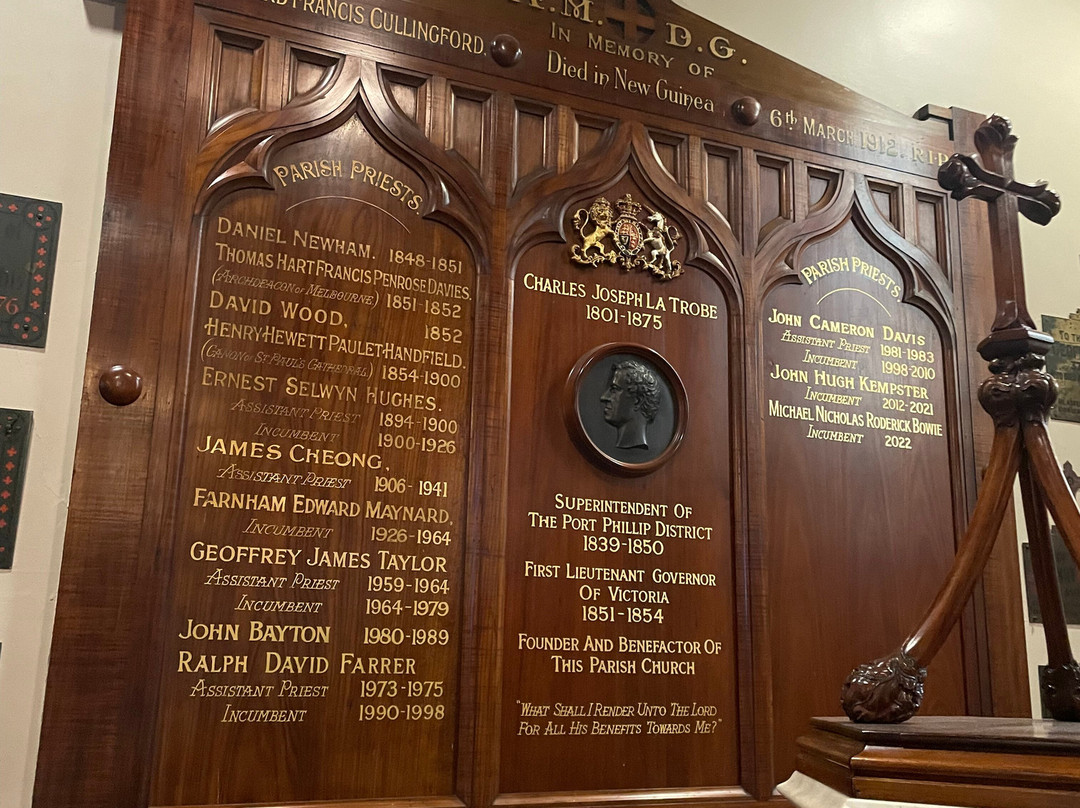 A.M. D.G.
IN MEMORY OF
FRANCIS CULLINGFORD.
Died in New Guinea
6th MARCH 1912. RIP
PARISH PRIESTS.
DANIEL NEWHAM. 1848-1851
THOMAS HART FRANCIS PENROSE DAVIES.
(ARCHDEACON OF MELBOURNE) 1851-1852
DAVID WOOD, 1852
HENRY HEWETT PAULET HANDFIELD.
(CANON OF ST PAUL'S CATHEDRAL) 1854-1900
ERNEST SELWYN HUGHES.
ASSISTANT PRIEST 1894-1900
INCUMBENT 1900-1926
JAMES CHEONG,
ASSISTANT PRIEST 1906-1941
FARNHAM EDWARD MAYNARD,
INCUMBENT 1926-1964
GEOFFREY JAMES TAYLOR
ASSISTANT PRIEST 1959-1964
INCUMBENT 1964-1979
JOHN BAYTON 1980-1989
RALPH DAVID FARRER
ASSISTANT PRIEST 1973-1975
INCUMBENT 1990-1998
CHARLES JOSEPH LA TROBE
1801-1875
SUPERINTENDENT OF
THE PORT PHILLIP DISTRICT
1839-1850
FIRST LIEUTENANT GOVERNOR
OF VICTORIA
1851-1854
FOUNDER AND BENEFACTOR OF
THIS PARISH CHURCH
"WHAT SHALL I RENDER UNTO THE LORD
FOR ALL HIS BENEFITS TOWARDS ME?"
PARISH PRIESTS.
JOHN CAMERON DAVIS
ASSISTANT PRIEST 1981-1983
INCUMBENT 1998-2010
JOHN HUGH KEMPSTER
INCUMBENT 2012-2021
MICHAEL NICHOLAS RODERICK BOWIE
INCUMBENT 2022